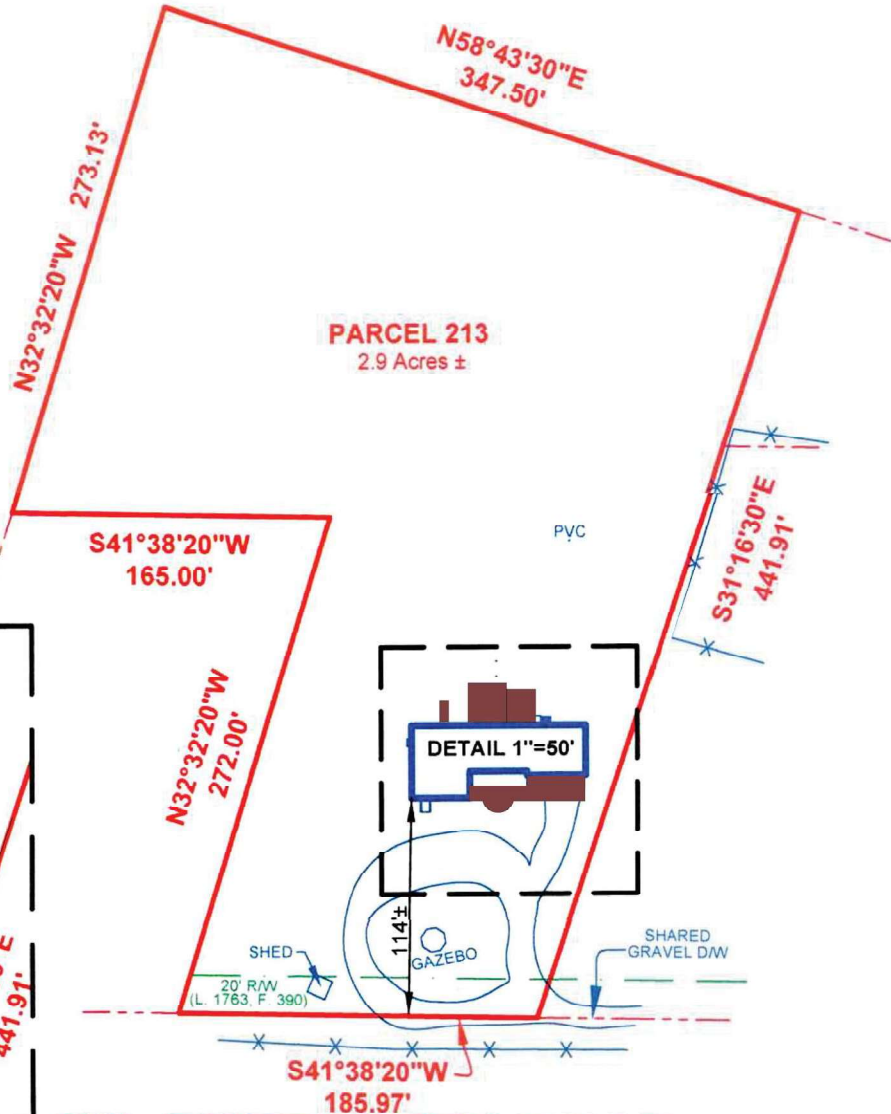 N58°43'30"E
347.50'
N32°32'20"W 273.13'
PARCEL 213
2.9 Acres ±
S41°38'20"W
165.00'
PVC
S31°16'30"E
441.91'
N32°32'20"W
272.00'
DETAIL 1"=50'
114'±
SHED
GAZEBO
SHARED
GRAVEL D/W
20' R/W
(L. 1763, F. 390)
E
441.91'
S41°38'20"W
185.97'